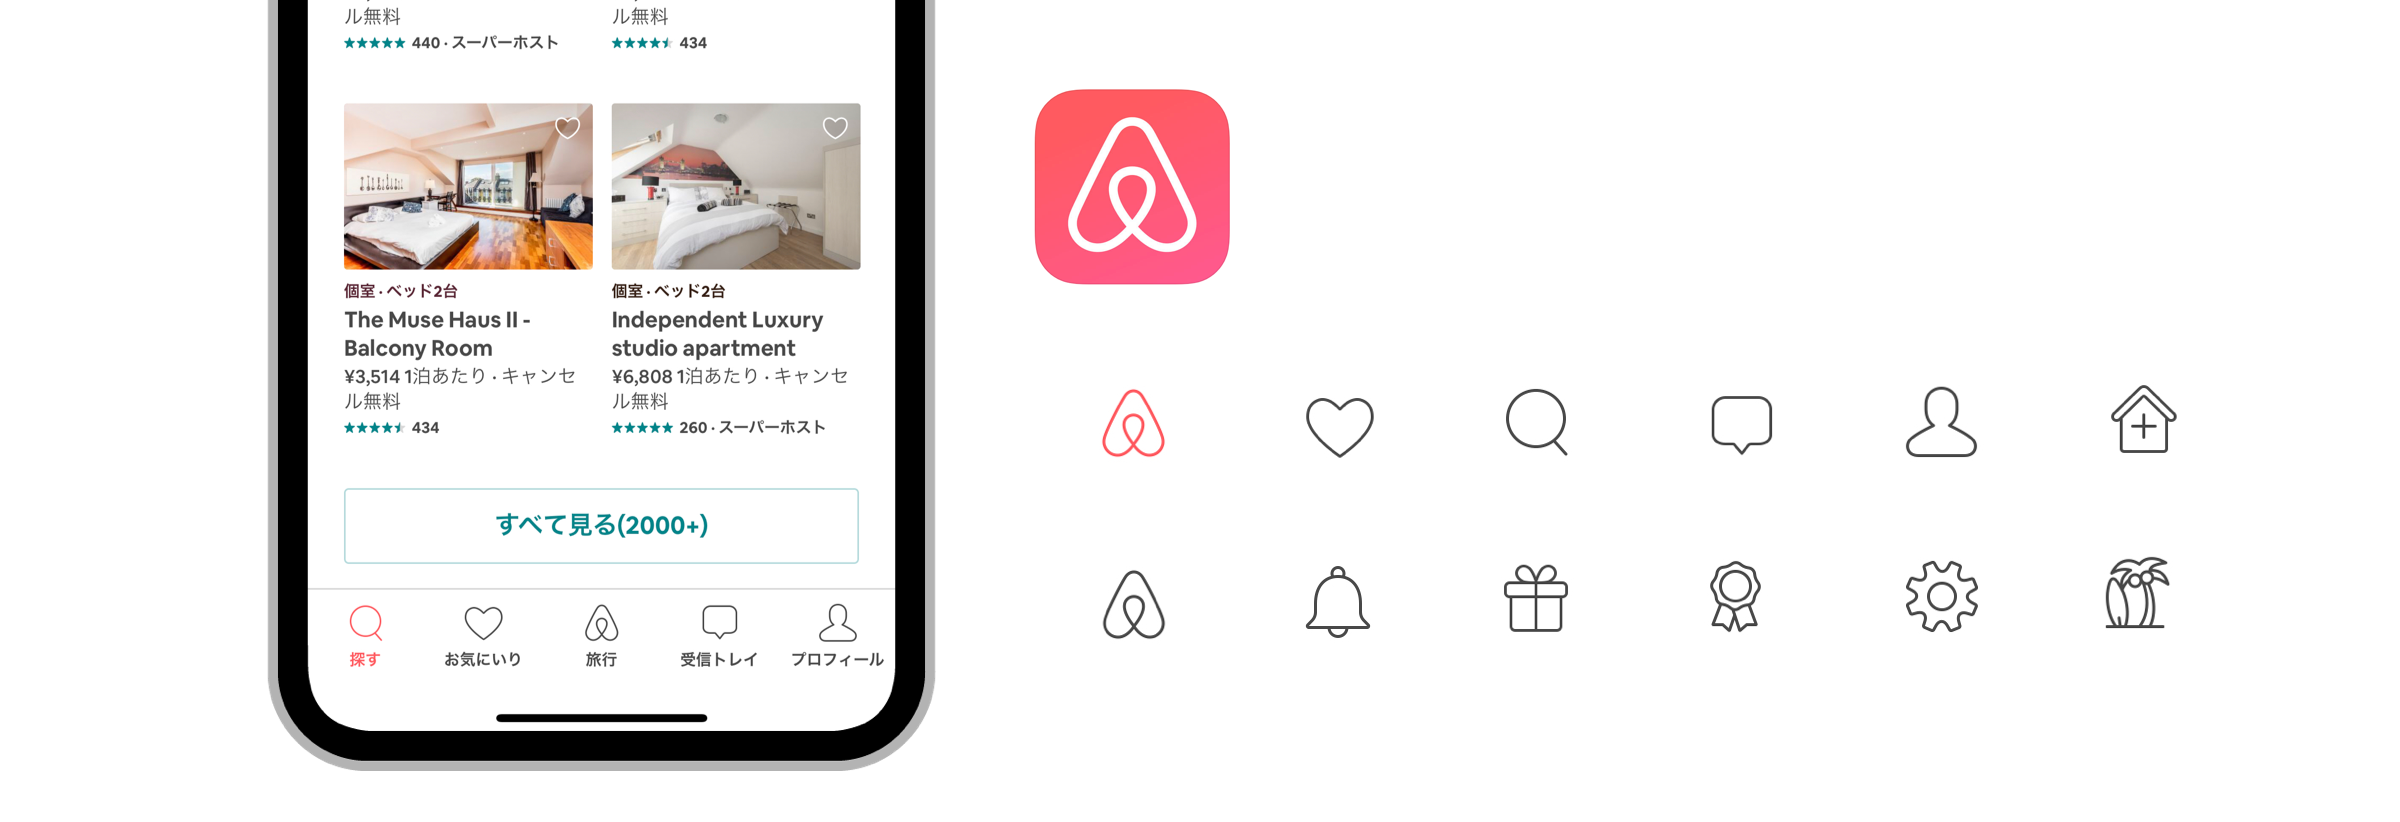 ル無料
ル無料
★★★★★ 440 · スーパーホスト
434
個室 · ベッド2台
個室 · ベッド2台
The Muse Haus II -
Balcony Room
Independent Luxury
studio apartment
¥3,514 1泊あたり · キャンセ
ル無料
¥6,808 1泊あたり · キャンセ
ル無料
434
★★★★★ 260 · スーパーホスト
すべて見る(2000+)
探す
お気にいり
旅行
受信トレイ
プロフィール